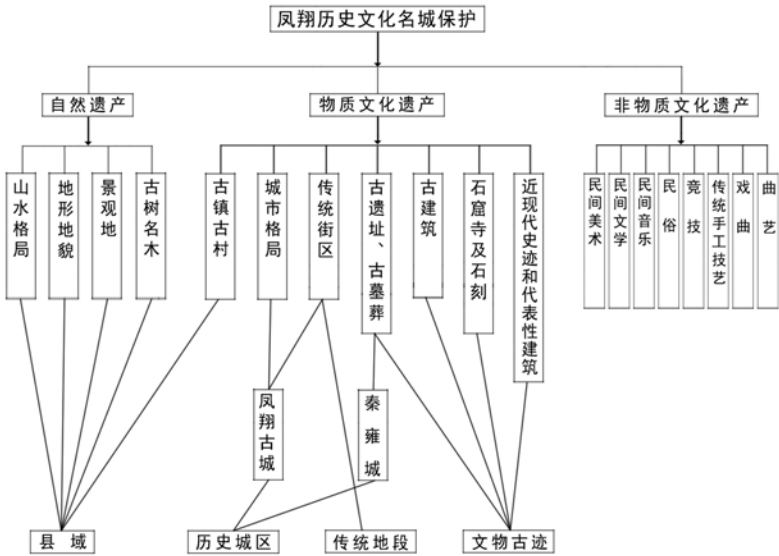 凤翔历史文化名城保护
自然遗产
物质文化遗产
非物质文化遗产
山水格局
地形地貌
景观地
古树名木
古镇古村
城市格局
传统街区
古遗址、古墓葬
古建筑
石窟寺及石刻
近现代史迹和代表性建筑
民间美术
民间文学
民间音乐
民俗
竞技
传统手工技艺
戏曲
曲艺
凤翔古城
秦雍城
县域
历史城区
传统地段
文物古迹